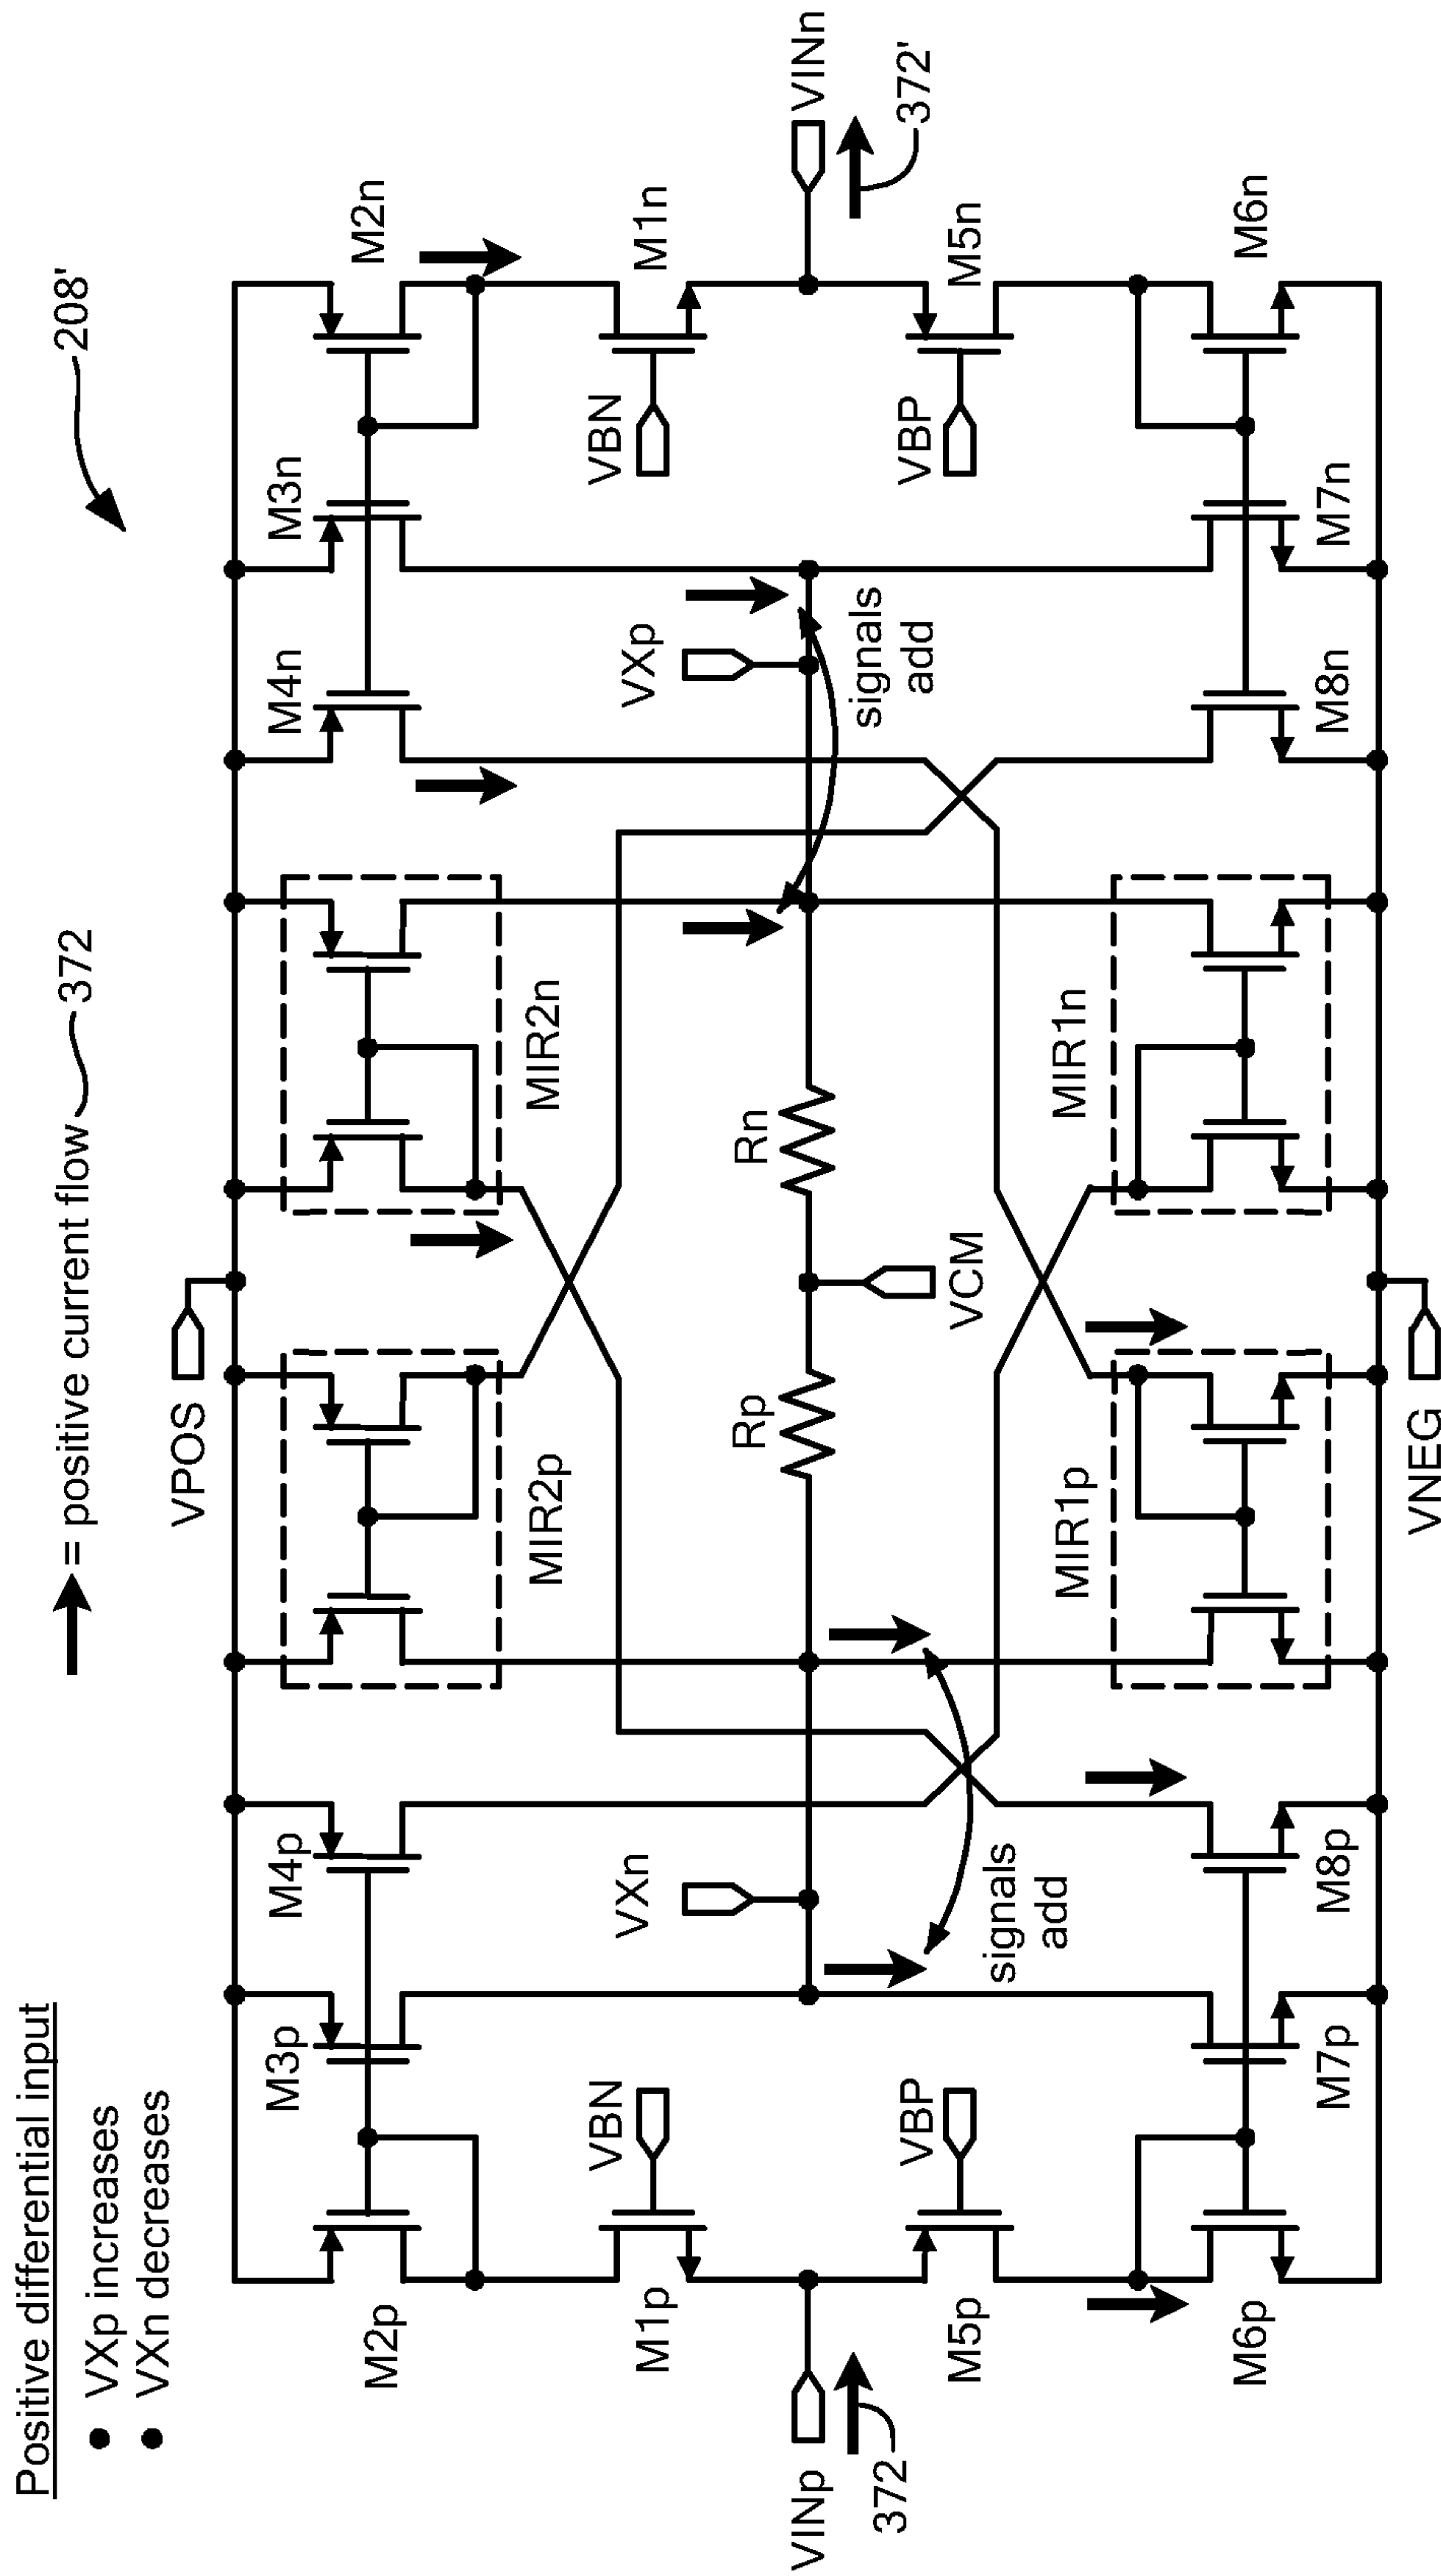 Positive differential input
• VXp increases
• VXn decreases
= positive current flow 372
208'
VPOS
M2p
M3p
M4p
MIR2p
MIR2n
M4n
M3n
M2n
M1p
VBN
VXn
VXp
VBN
M1n
VINp
372
Rp
Rn
VCM
signals
add
signals
add
VINn
372'
M5p
VBP
VBP
M5n
M6p
M7p
M8p
MIR1p
MIR1n
M8n
M7n
M6n
VNEG